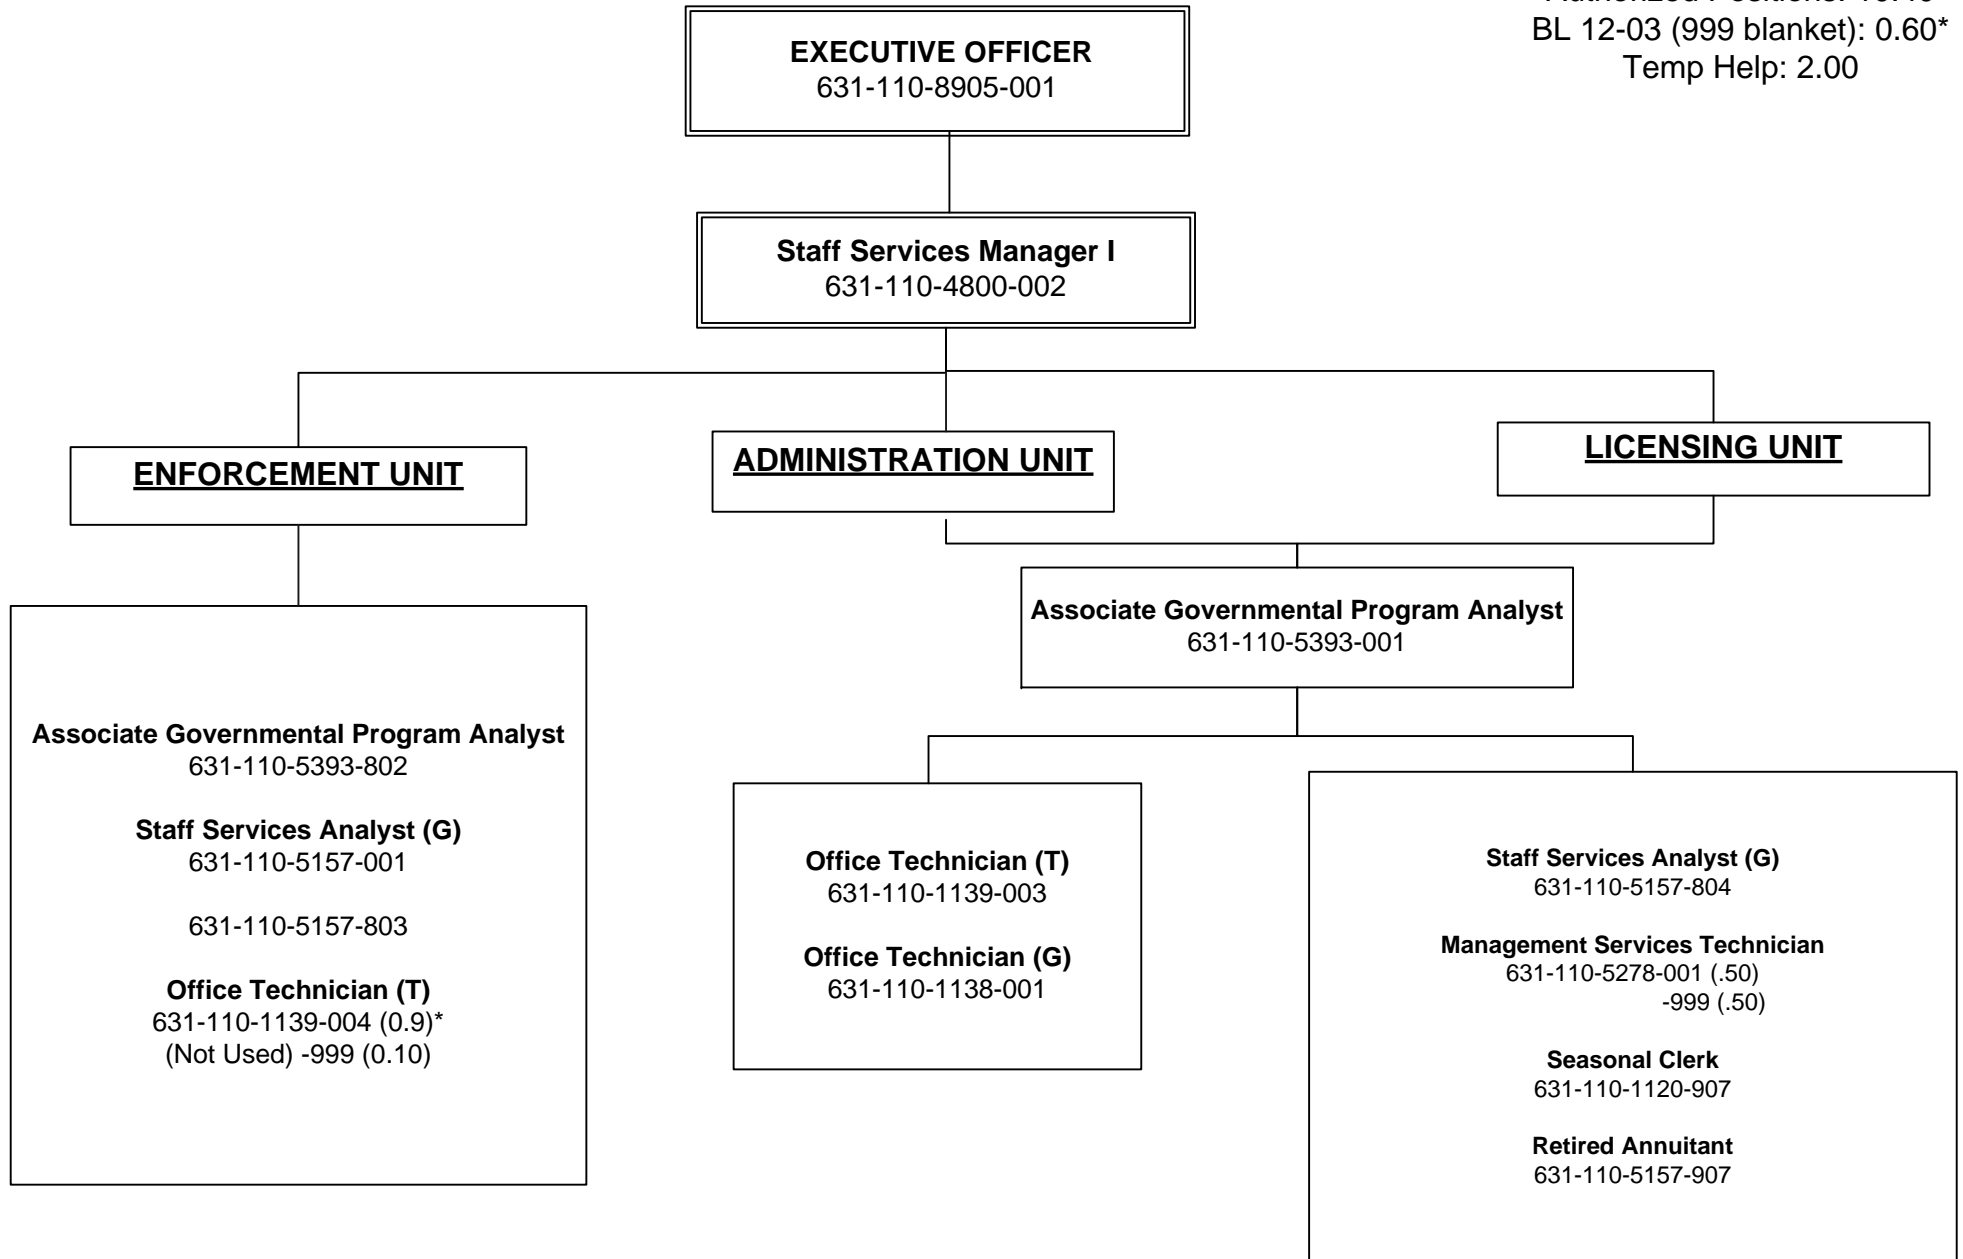 BL 12-03 (999 blanket): 0.60*
Temp Help: 2.00
EXECUTIVE OFFICER
631-110-8905-001
Staff Services Manager I
631-110-4800-002
ENFORCEMENT UNIT
ADMINISTRATION UNIT
LICENSING UNIT
Associate Governmental Program Analyst
631-110-5393-001
Associate Governmental Program Analyst
631-110-5393-802
Staff Services Analyst (G)
631-110-5157-001
631-110-5157-803
Office Technician (T)
631-110-1139-004 (0.9)*
(Not Used) -999 (0.10)
Office Technician (T)
631-110-1139-003
Office Technician (G)
631-110-1138-001
Staff Services Analyst (G)
631-110-5157-804
Management Services Technician
631-110-5278-001 (.50)
-999 (.50)
Seasonal Clerk
631-110-1120-907
Retired Annuitant
631-110-5157-907